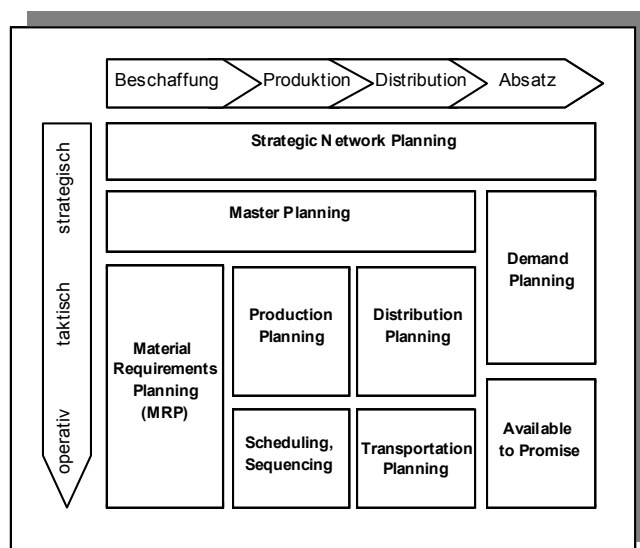 Beschaffung
Produktion
Distribution
Absatz
strategisch
taktisch
operativ
Strategic Network Planning
Master Planning
Demand
Planning
Material
Requirements
Planning
(MRP)
Production
Planning
Distribution
Planning
Scheduling,
Sequencing
Transportation
Planning
Available
to Promise